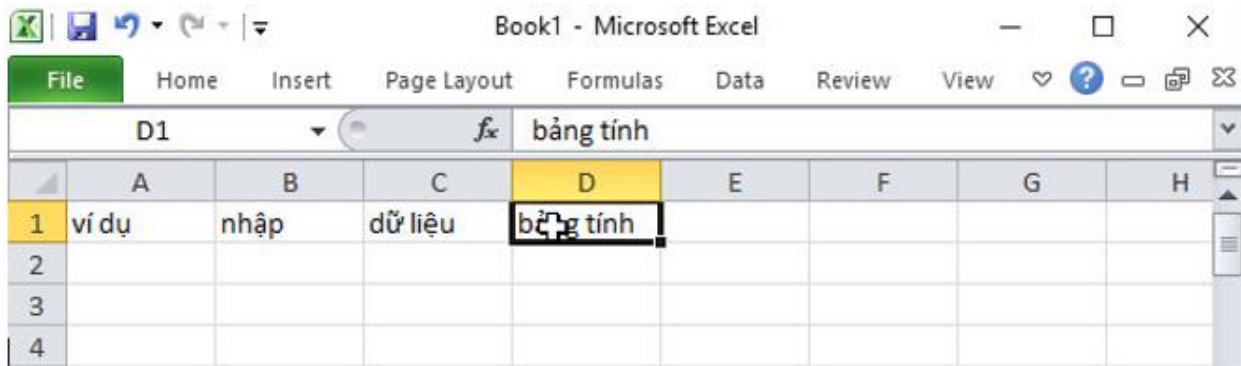 Book1 - Microsoft Excel
File Home Insert Page Layout Formulas Data Review View
D1 fx bảng tính
A B C D E F G H
1 ví dụ nhập dữ liệu bảng tính
2
3
4